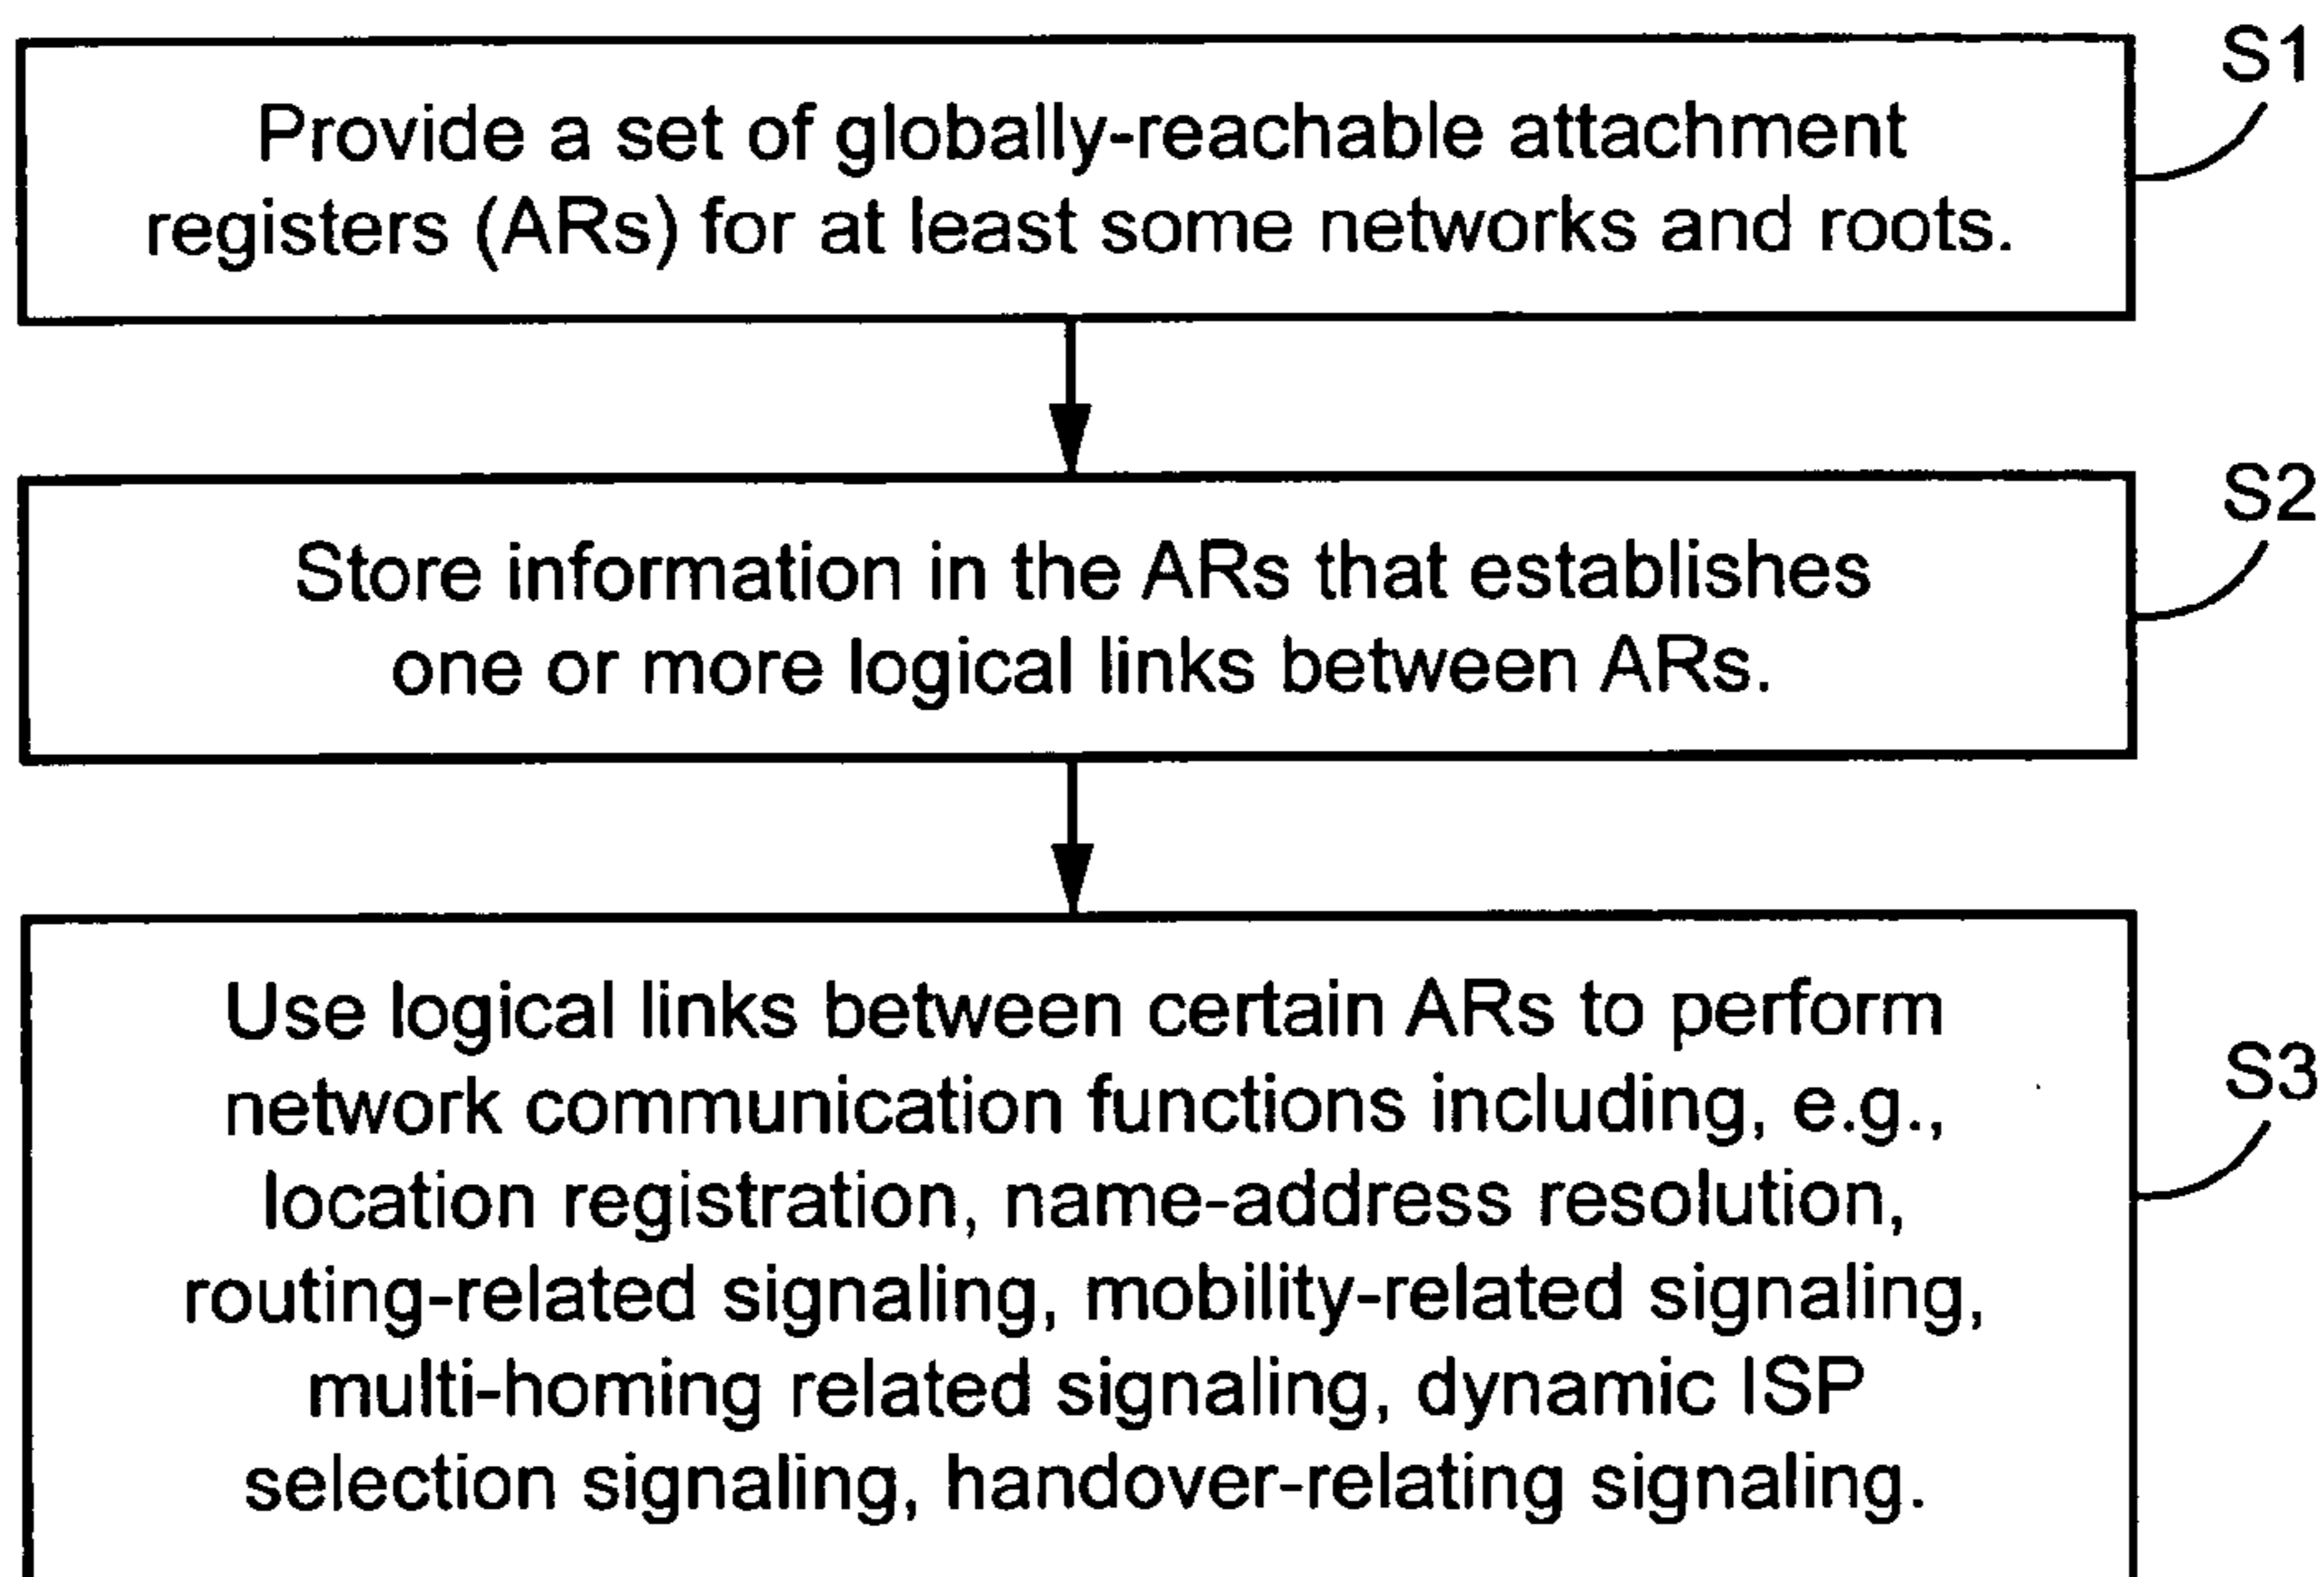 S1
Provide a set of globally-reachable attachment
registers (ARs) for at least some networks and roots.
S2
Store information in the ARs that establishes
one or more logical links between ARs.
S3
Use logical links between certain ARs to perform
network communication functions including, e.g.,
location registration, name-address resolution,
routing-related signaling, mobility-related signaling,
multi-homing related signaling, dynamic ISP
selection signaling, handover-relating signaling.